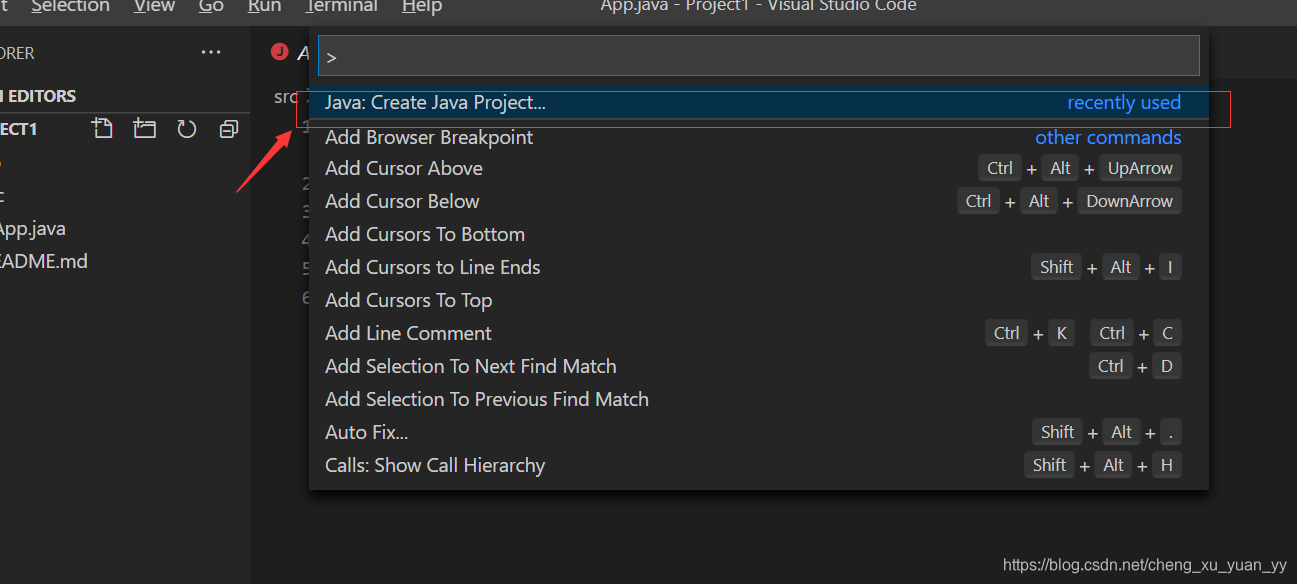 Selection View Go Run Terminal Help App.java - Project1 - Visual Studio Code
>
Java: Create Java Project... recently used
Add Browser Breakpoint other commands
Add Cursor Above Ctrl + Alt + UpArrow
Add Cursor Below Ctrl + Alt + DownArrow
Add Cursors To Bottom
Add Cursors to Line Ends Shift + Alt + I
Add Cursors To Top
Add Line Comment Ctrl + K Ctrl + C
Add Selection To Next Find Match Ctrl + D
Add Selection To Previous Find Match
Auto Fix... Shift + Alt + .
Calls: Show Call Hierarchy Shift + Alt + H
ORER ...
EDITORS
ECT1
App.java
EADME.md
J A
src
1
2
3
4
5
6
https://blog.csdn.net/cheng_xu_yuan_yy